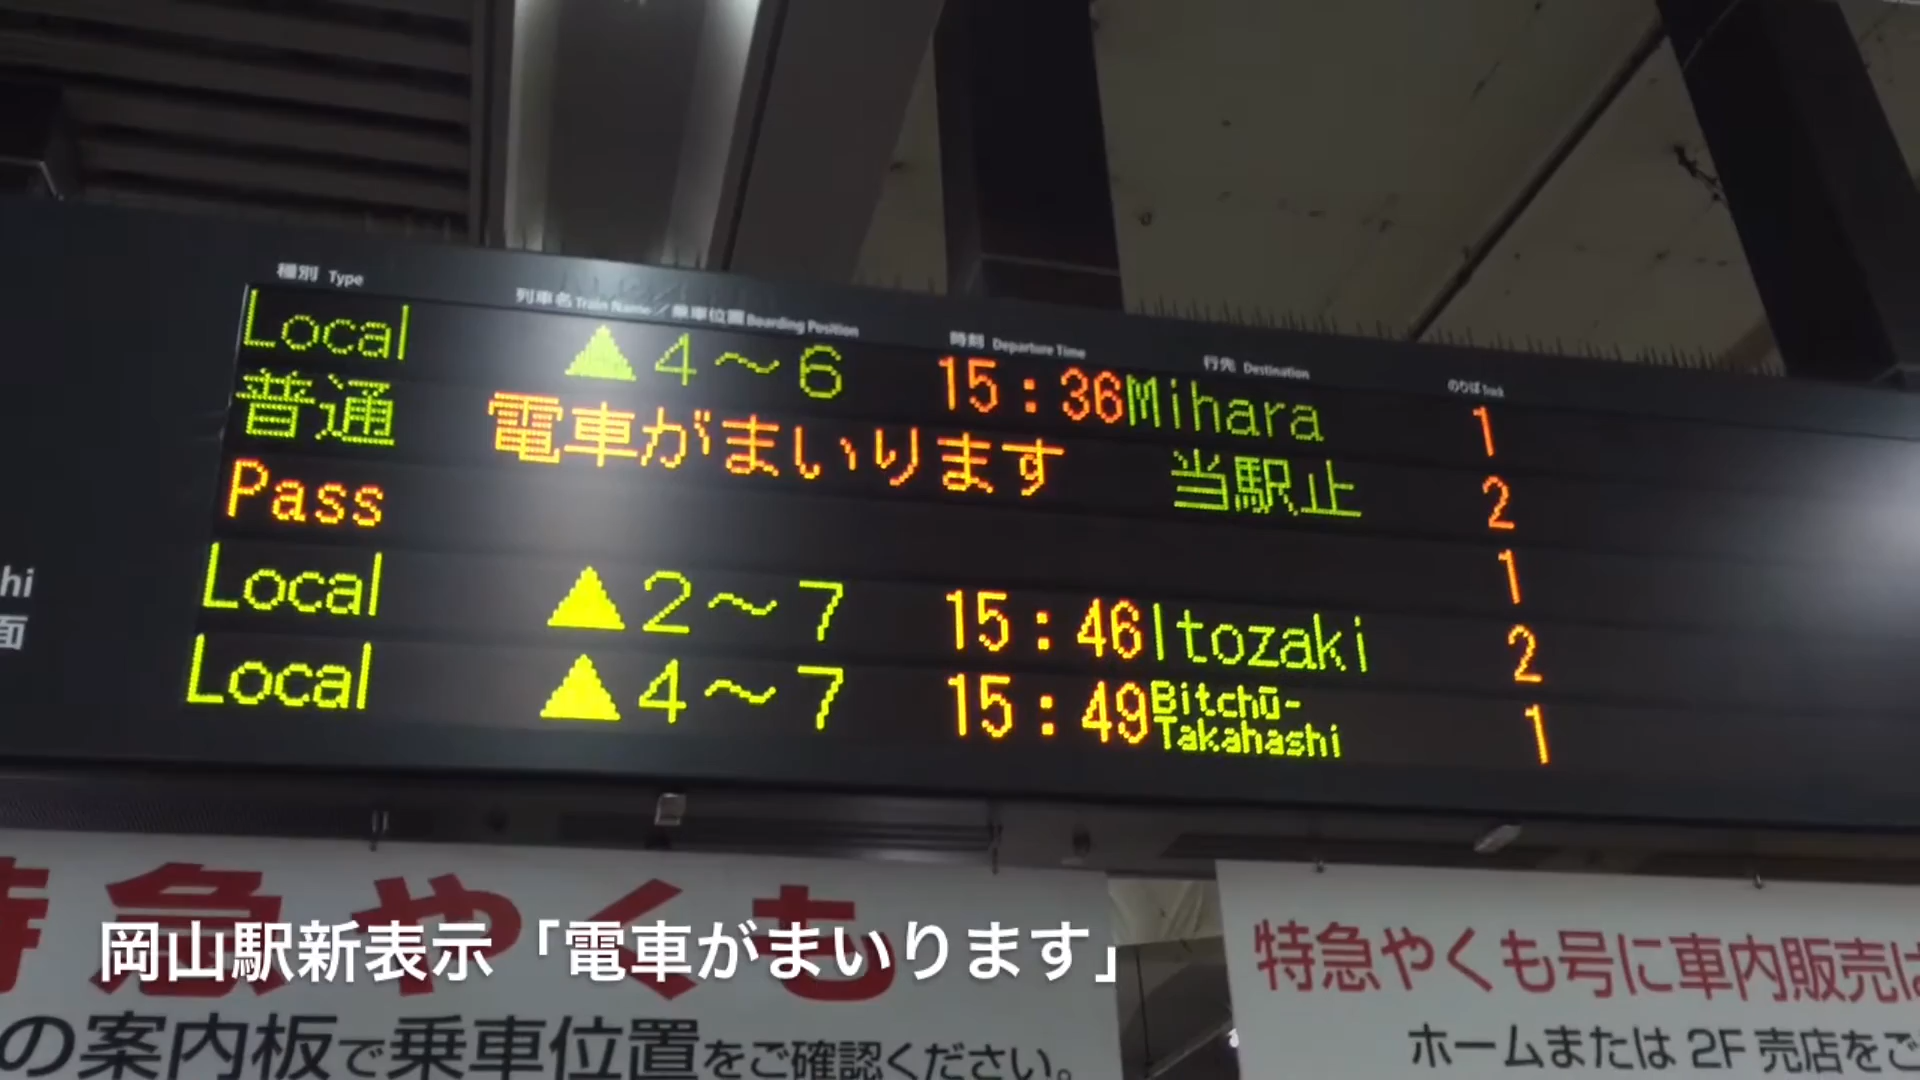 種別 Type 列車名 Train Name／乗車位置 Boarding Position 時刻 Departure Time 行先 Destination のりば Track
Local ▲4～6 15:36 Mihara 1
普通 電車がまいります 当駅止 2
Pass 1
Local ▲2～7 15:46 Itozaki 2
Local ▲4～7 15:49 Bitchū-Takahashi 1
hi
面
特急やくも
岡山駅新表示「電車がまいります」
の案内板で乗車位置をご確認ください。
特急やくも号に車内販売は
ホームまたは 2F 売店をご